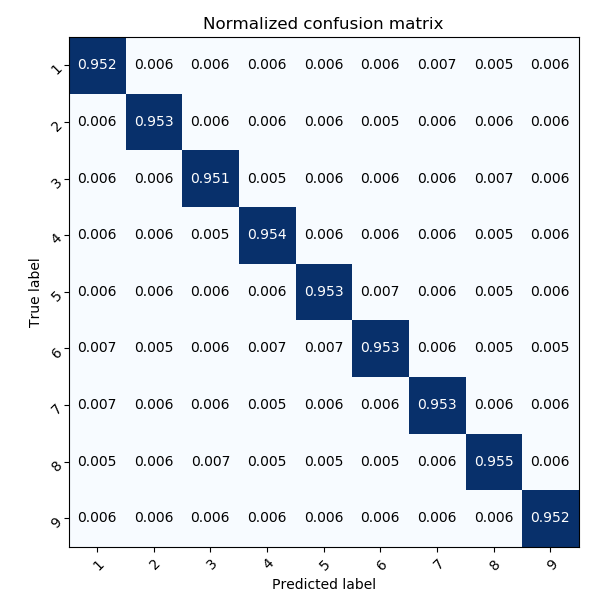 Normalized confusion matrix
1 0.952 0.006 0.006 0.006 0.006 0.006 0.007 0.005 0.006
2 0.006 0.953 0.006 0.006 0.006 0.005 0.006 0.006 0.006
3 0.006 0.006 0.951 0.005 0.006 0.006 0.006 0.007 0.006
4 0.006 0.006 0.005 0.954 0.006 0.006 0.006 0.005 0.006
5 0.006 0.006 0.006 0.006 0.953 0.007 0.006 0.005 0.006
6 0.007 0.005 0.006 0.007 0.007 0.953 0.006 0.005 0.005
7 0.007 0.006 0.006 0.005 0.006 0.006 0.953 0.006 0.006
8 0.005 0.006 0.007 0.005 0.005 0.005 0.006 0.955 0.006
9 0.006 0.006 0.006 0.006 0.006 0.006 0.006 0.006 0.952
True label
1 2 3 4 5 6 7 8 9
Predicted label